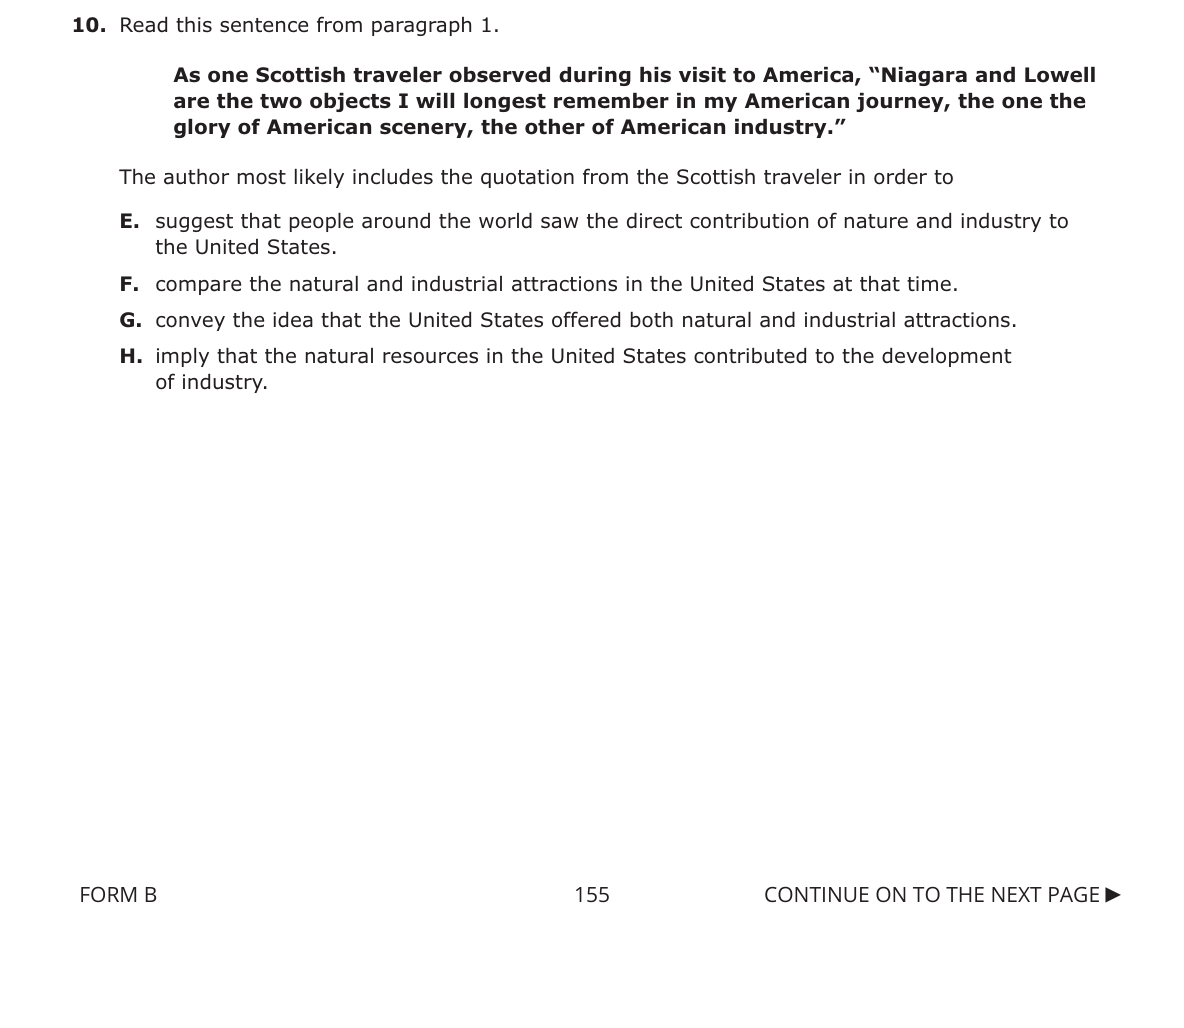 10. Read this sentence from paragraph 1.
As one Scottish traveler observed during his visit to America, “Niagara and Lowell
are the two objects I will longest remember in my American journey, the one the
glory of American scenery, the other of American industry.”
The author most likely includes the quotation from the Scottish traveler in order to
E. suggest that people around the world saw the direct contribution of nature and industry to
the United States.
F. compare the natural and industrial attractions in the United States at that time.
G. convey the idea that the United States offered both natural and industrial attractions.
H. imply that the natural resources in the United States contributed to the development
of industry.
FORM B 155 CONTINUE ON TO THE NEXT PAGE ►